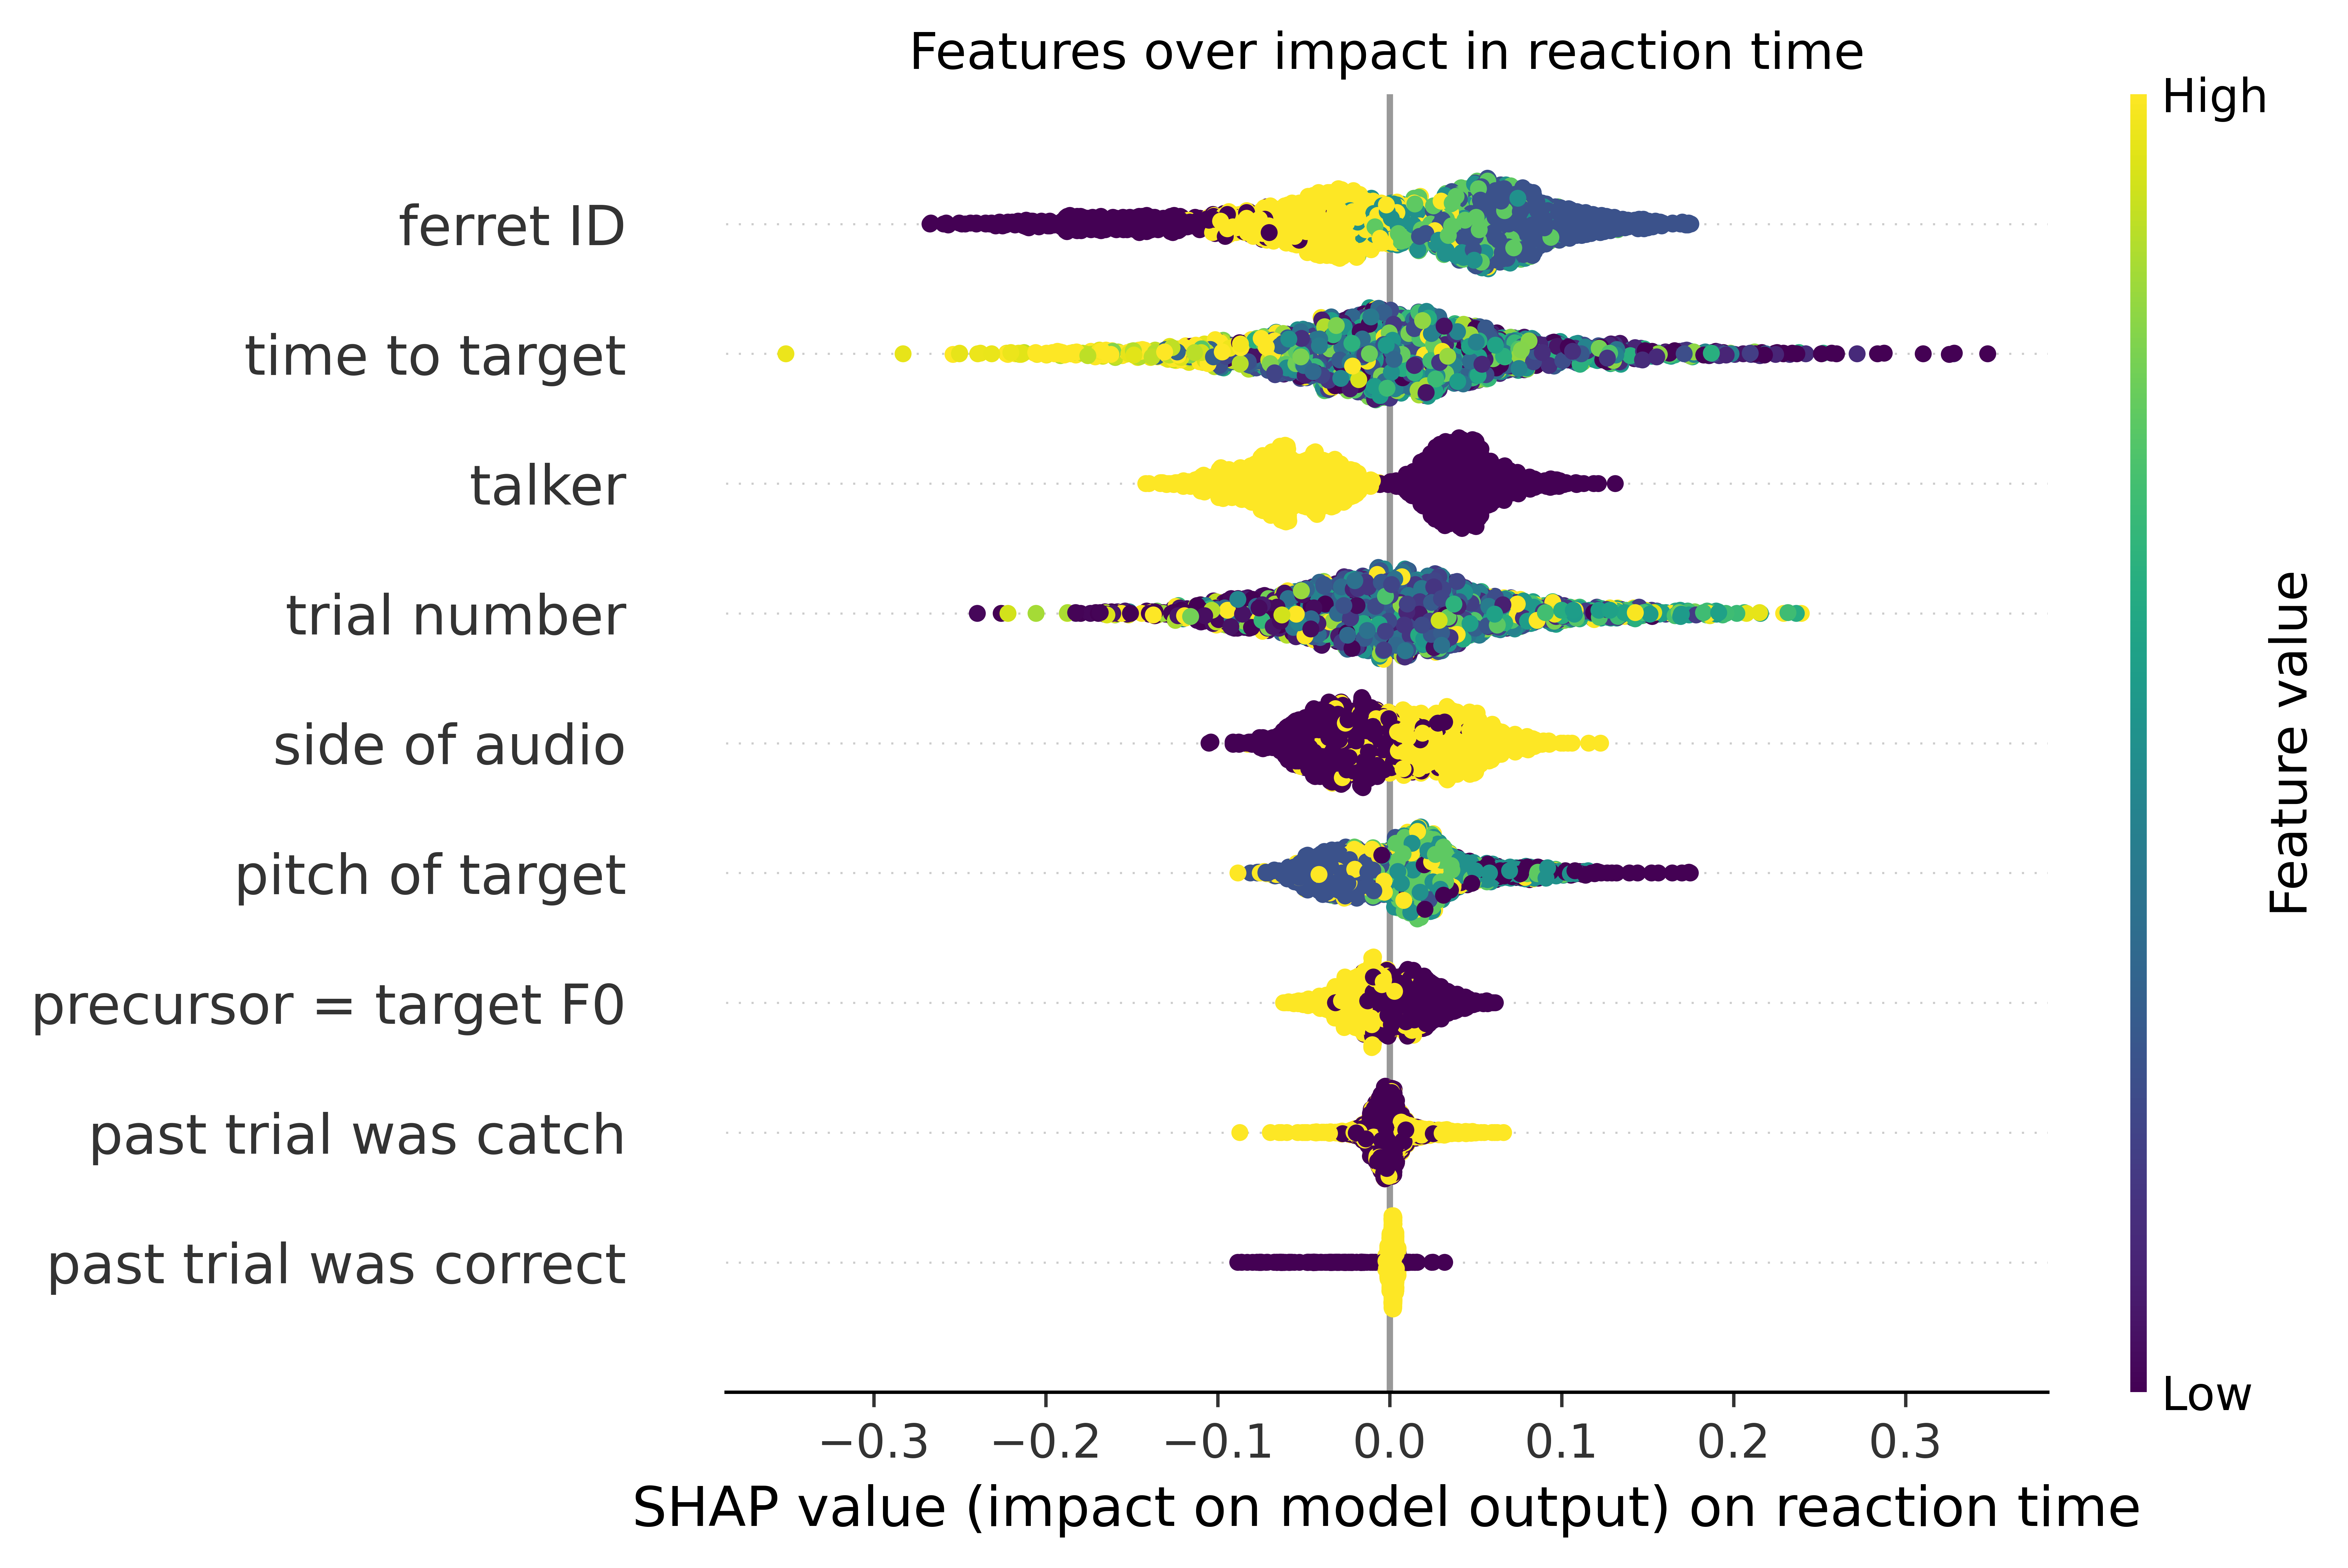 Features over impact in reaction time
High
ferret ID
time to target
talker
trial number
side of audio
pitch of target
precursor = target F0
past trial was catch
past trial was correct
Feature value
Low
−0.3 −0.2 −0.1 0.0 0.1 0.2 0.3
SHAP value (impact on model output) on reaction time